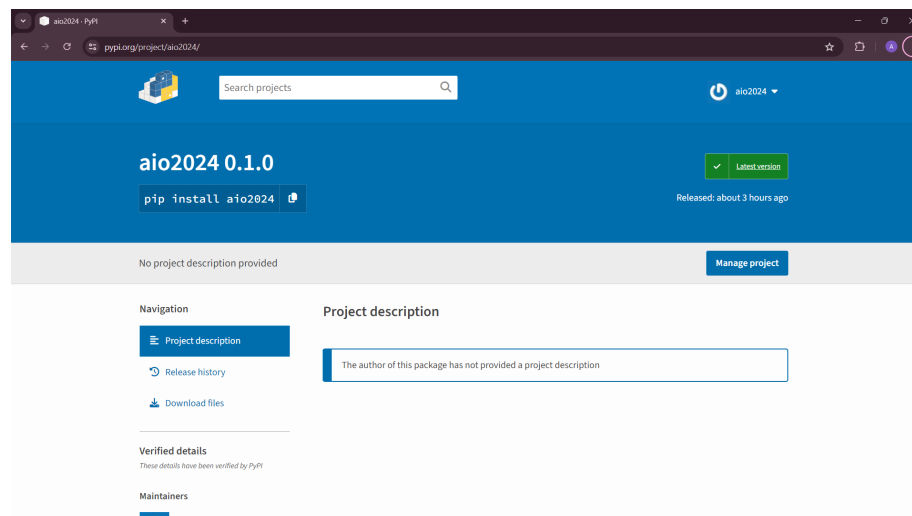 aio2024 · PyPI
pypi.org/project/aio2024/
A
Search projects
aio2024
aio2024 0.1.0
Latest version
pip install aio2024
Released: about 3 hours ago
No project description provided
Manage project
Navigation
Project description
Project description
The author of this package has not provided a project description
Release history
Download files
Verified details
These details have been verified by PyPI
Maintainers